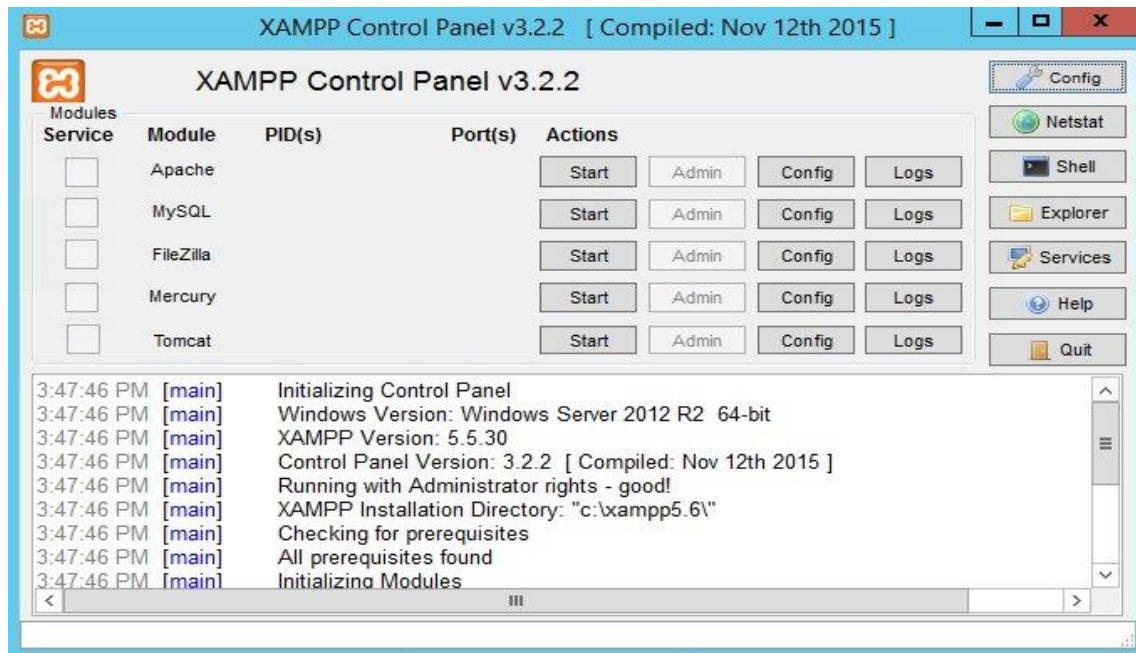 XAMPP Control Panel v3.2.2 [ Compiled: Nov 12th 2015 ]
XAMPP Control Panel v3.2.2
Config
Modules
Service Module PID(s) Port(s) Actions
Netstat
Apache Start Admin Config Logs
Shell
MySQL Start Admin Config Logs
Explorer
FileZilla Start Admin Config Logs
Services
Mercury Start Admin Config Logs
Help
Tomcat Start Admin Config Logs
Quit
3:47:46 PM [main] Initializing Control Panel
3:47:46 PM [main] Windows Version: Windows Server 2012 R2 64-bit
3:47:46 PM [main] XAMPP Version: 5.5.30
3:47:46 PM [main] Control Panel Version: 3.2.2 [ Compiled: Nov 12th 2015 ]
3:47:46 PM [main] Running with Administrator rights - good!
3:47:46 PM [main] XAMPP Installation Directory: "c:\xampp5.6\"
3:47:46 PM [main] Checking for prerequisites
3:47:46 PM [main] All prerequisites found
3:47:46 PM [main] Initializing Modules